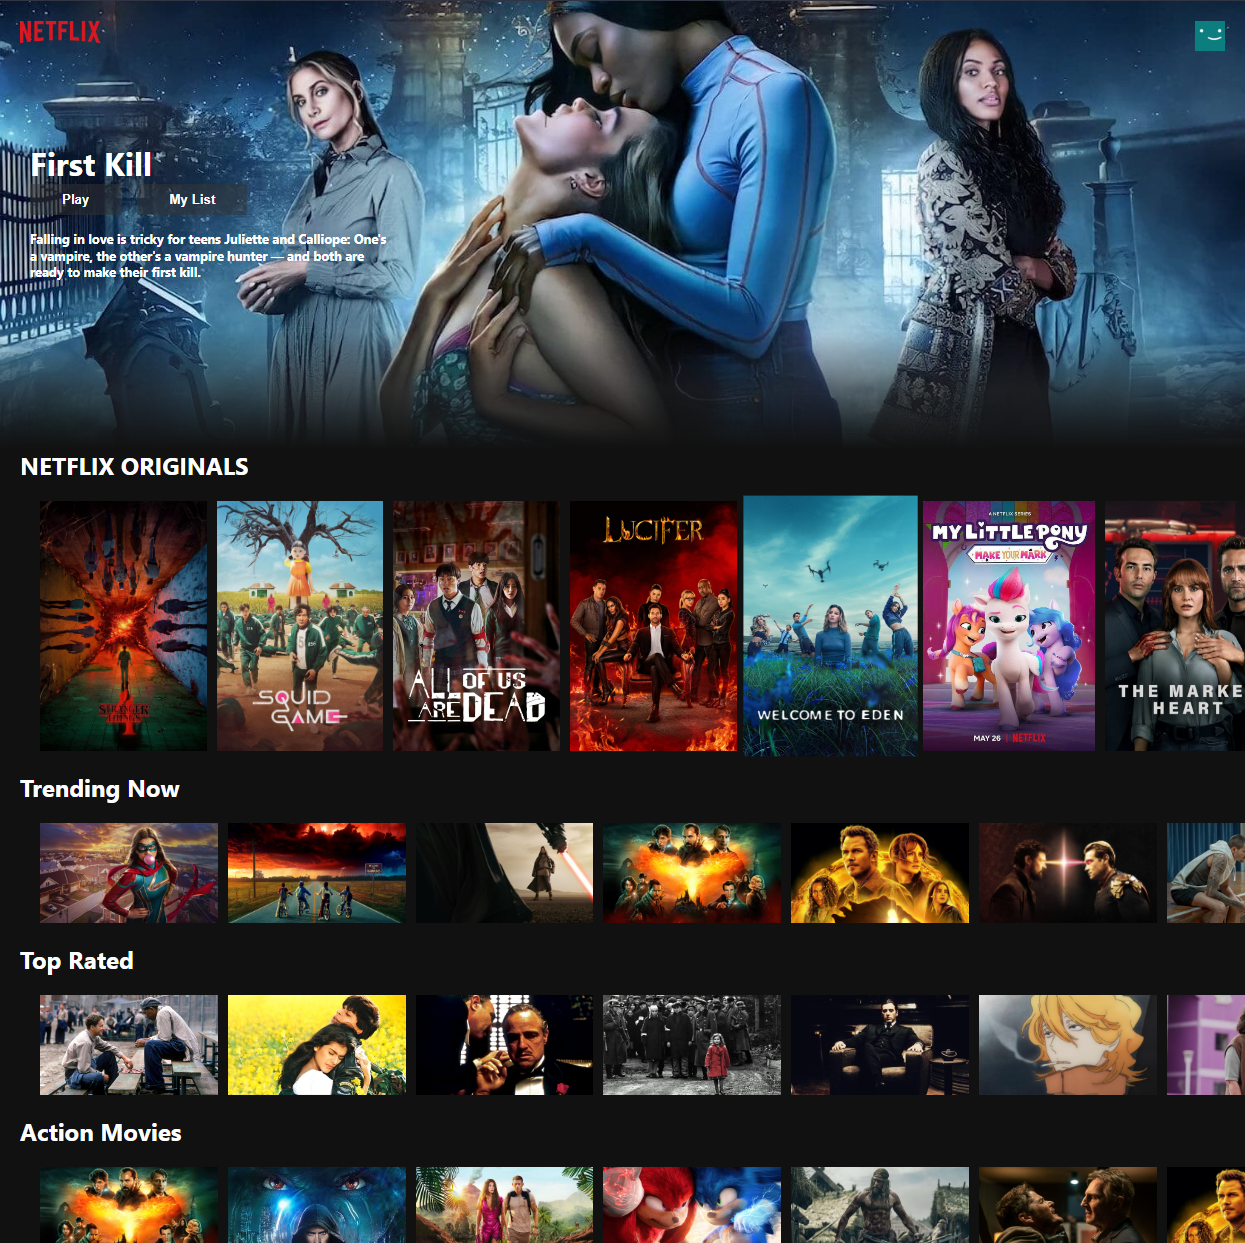 NETFLIX
First Kill
Play
My List
Falling in love is tricky for teens Juliette and Calliope: One's
a vampire, the other's a vampire hunter — and both are
ready to make their first kill.
NETFLIX ORIGINALS
STRANGER
THINGS
4
SQUID
GAME
ALL OF US
ARE DEAD
LUCIFER
WELCOME TO EDEN
A NETFLIX SERIES
MY LITTLE PONY
MAKE YOUR MARK
MAY 26 | NETFLIX
THE MARKE
HEART
Trending Now
Top Rated
Action Movies